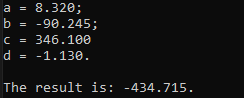 a = 8.320;
b = -90.245;
c = 346.100
d = -1.130.
The result is: -434.715.